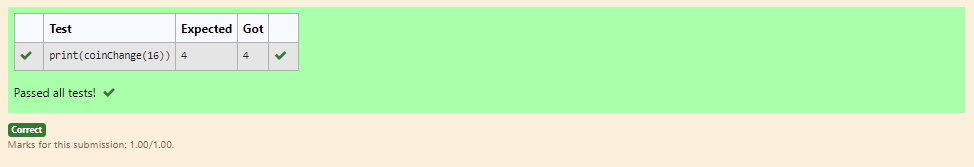 Test Expected Got
print(coinChange(16)) 4 4
Passed all tests!
Correct
Marks for this submission: 1.00/1.00.